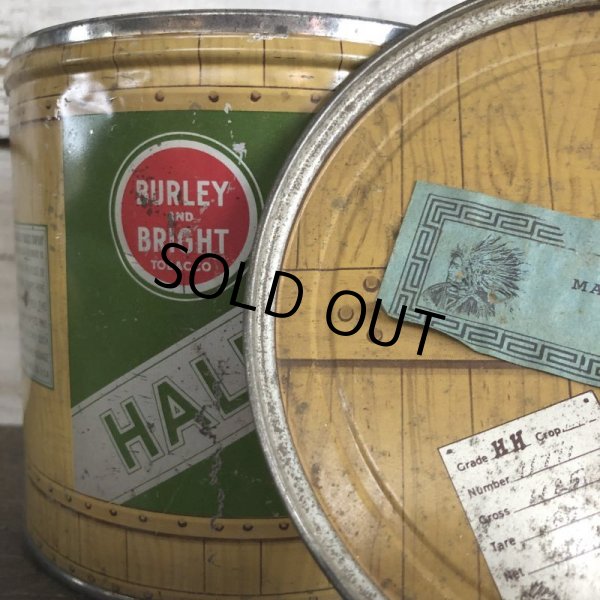 BURLEY
AND
BRIGHT
TOBACCO
HAL
SOLD OUT
MA
Grade HH Crop
Number
Gross
Tare
Net